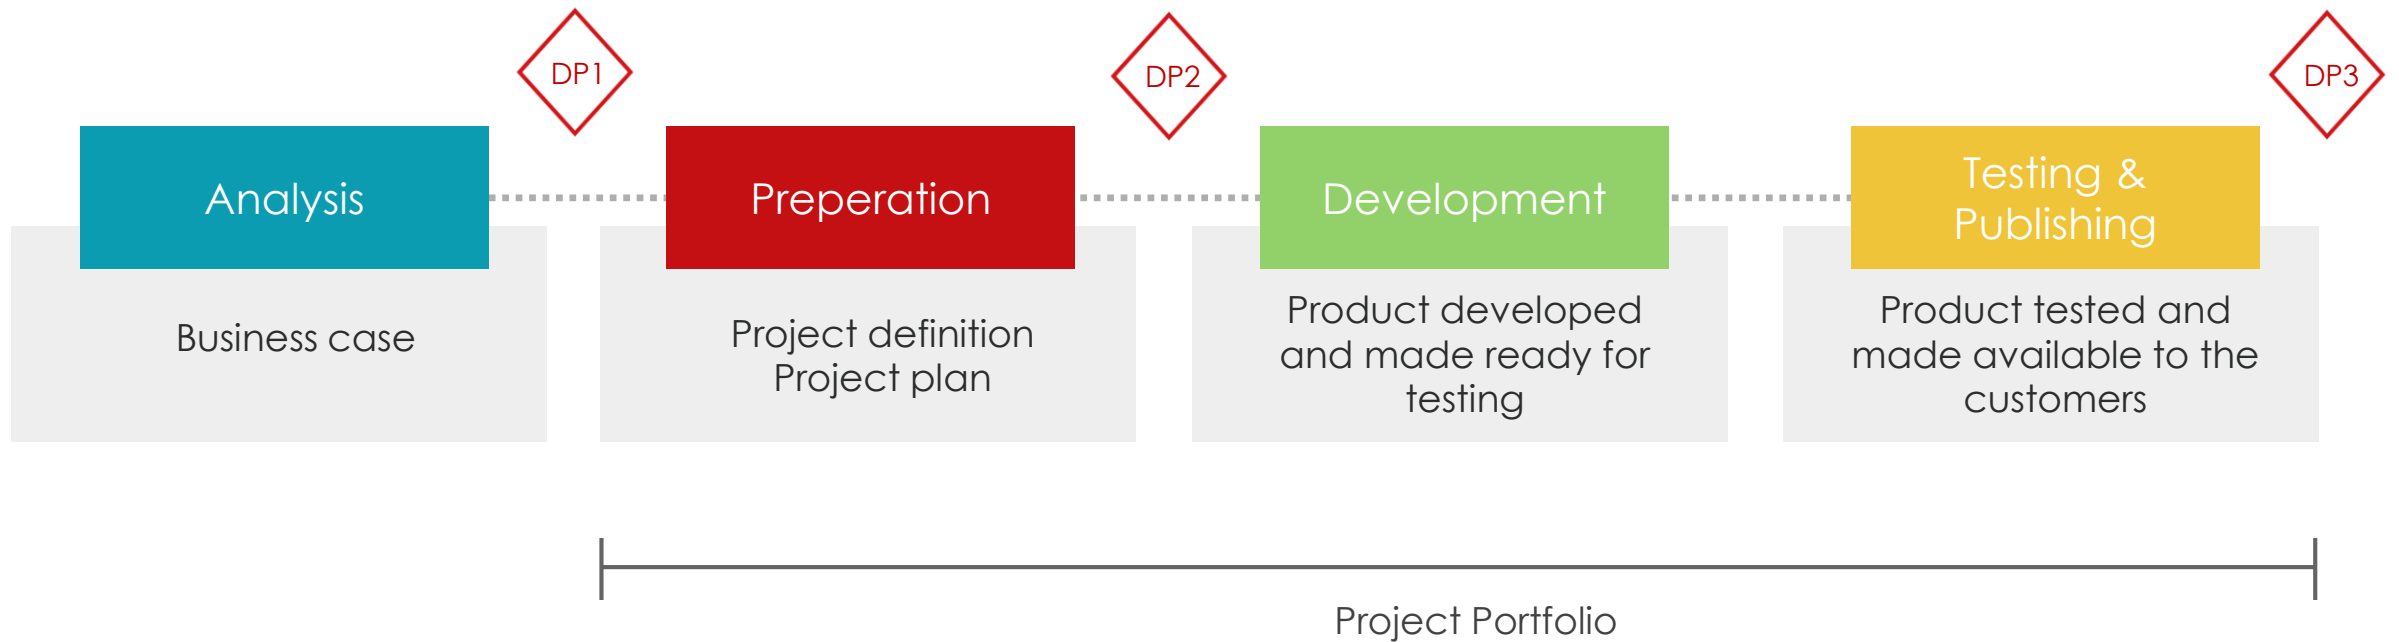 DP1
DP2
DP3
Analysis
Preperation
Development
Testing &
Publishing
Business case
Project definition
Project plan
Product developed
and made ready for
testing
Product tested and
made available to the
customers
Project Portfolio